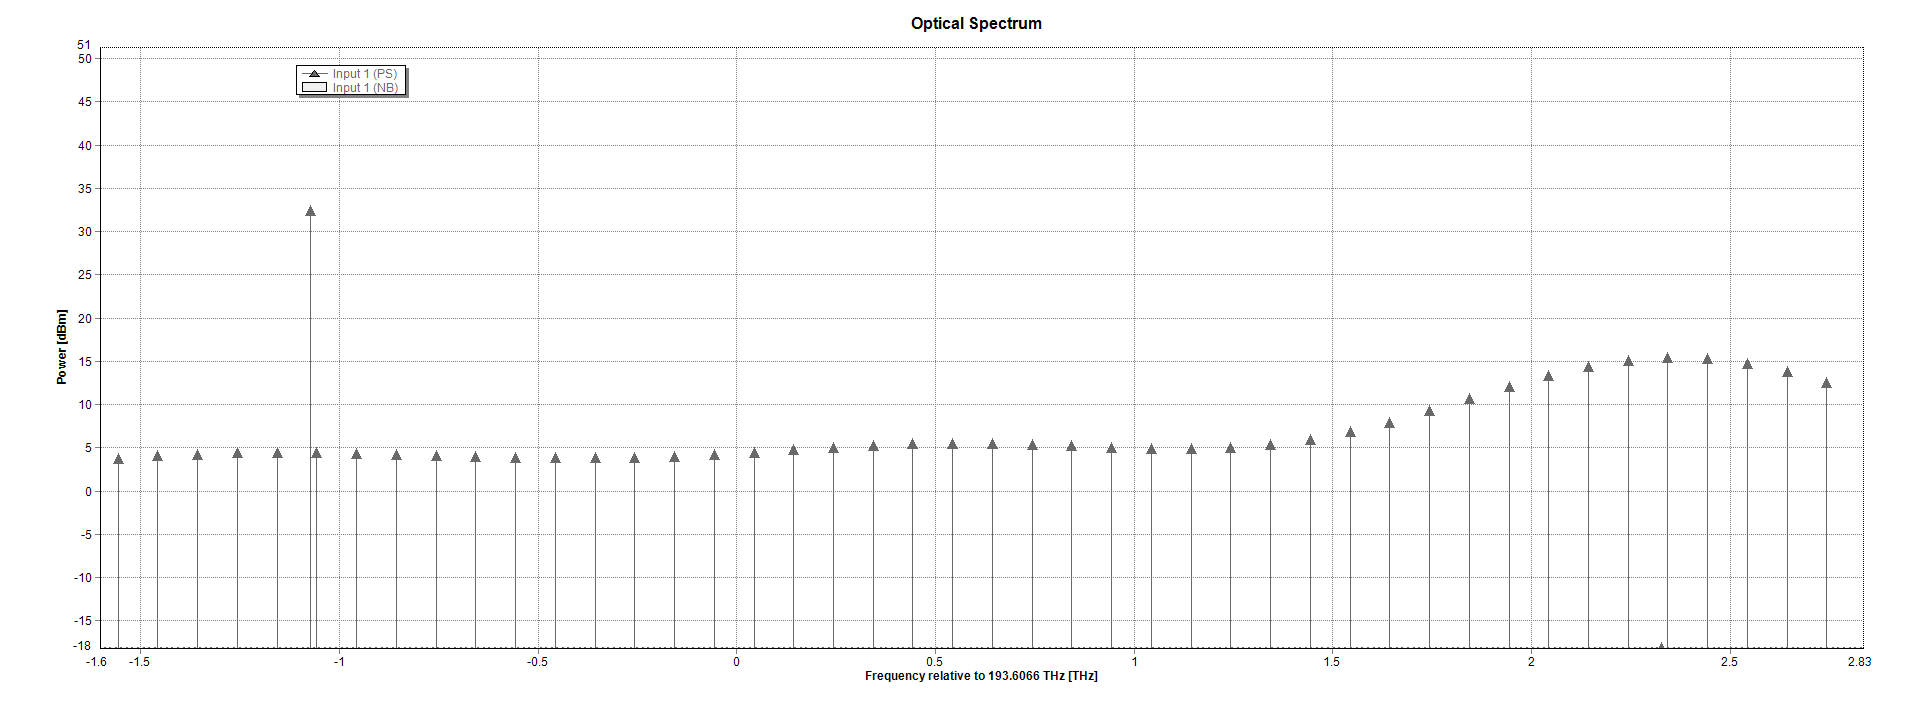 Optical Spectrum
51
50
45
40
35
30
25
20
15
10
5
0
-5
-10
-15
-18
Power [dBm]
Input 1 (PS)
Input 1 (NB)
-1.6 -1.5 -1 -0.5 0 0.5 1 1.5 2 2.5 2.83
Frequency relative to 193.6066 THz [THz]